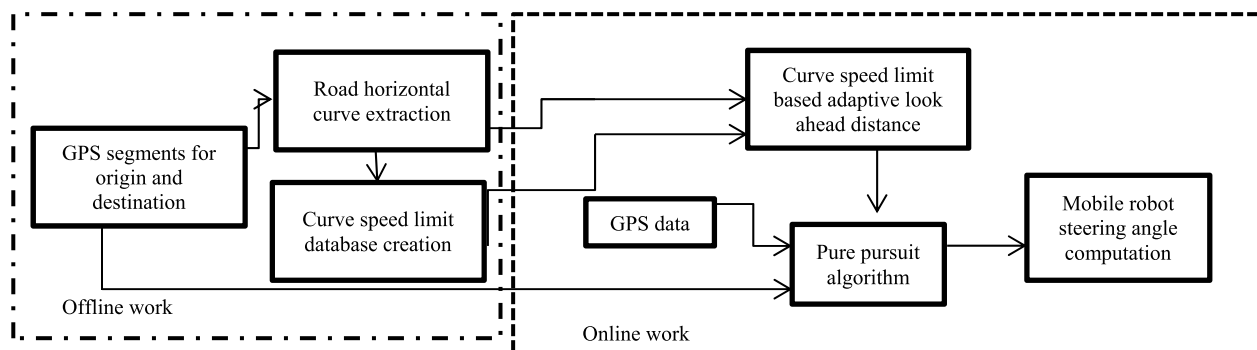 GPS segments for
origin and
destination
Road horizontal
curve extraction
Curve speed limit
database creation
Offline work
Curve speed limit
based adaptive look
ahead distance
GPS data
Pure pursuit
algorithm
Mobile robot
steering angle
computation
Online work